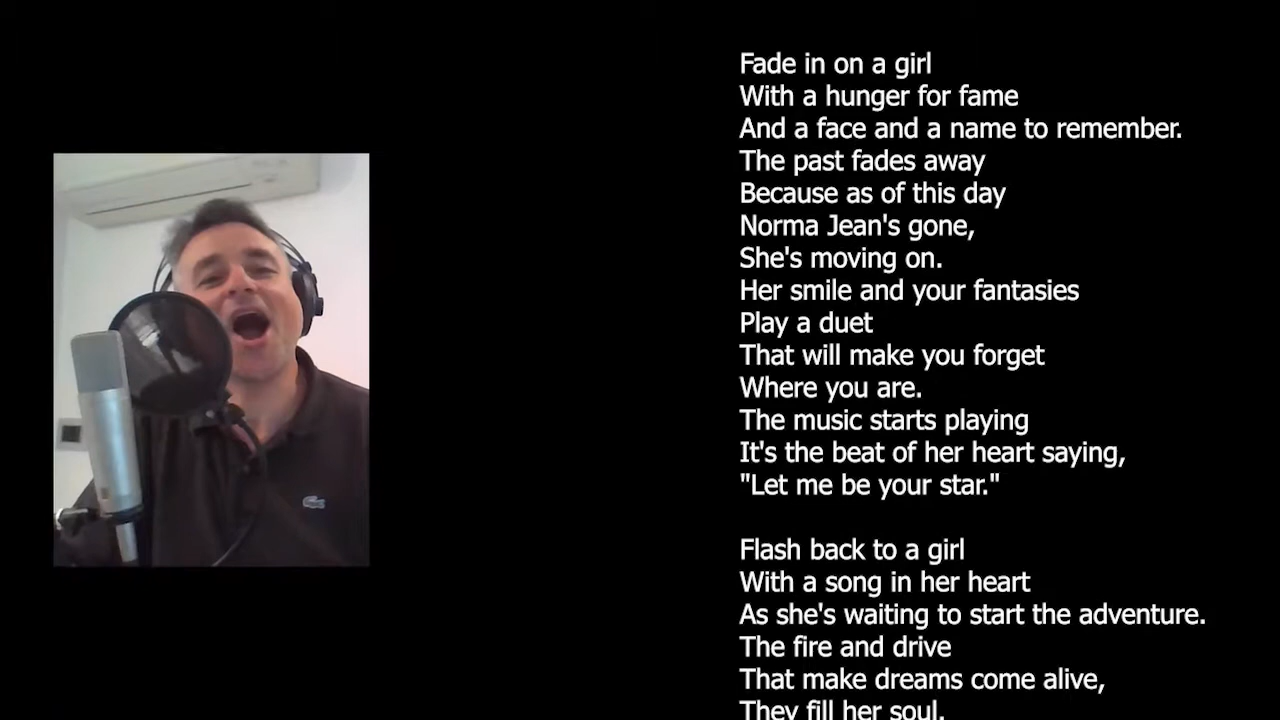 Fade in on a girl
With a hunger for fame
And a face and a name to remember.
The past fades away
Because as of this day
Norma Jean's gone,
She's moving on.
Her smile and your fantasies
Play a duet
That will make you forget
Where you are.
The music starts playing
It's the beat of her heart saying,
"Let me be your star."
Flash back to a girl
With a song in her heart
As she's waiting to start the adventure.
The fire and drive
That make dreams come alive,
They fill her soul.